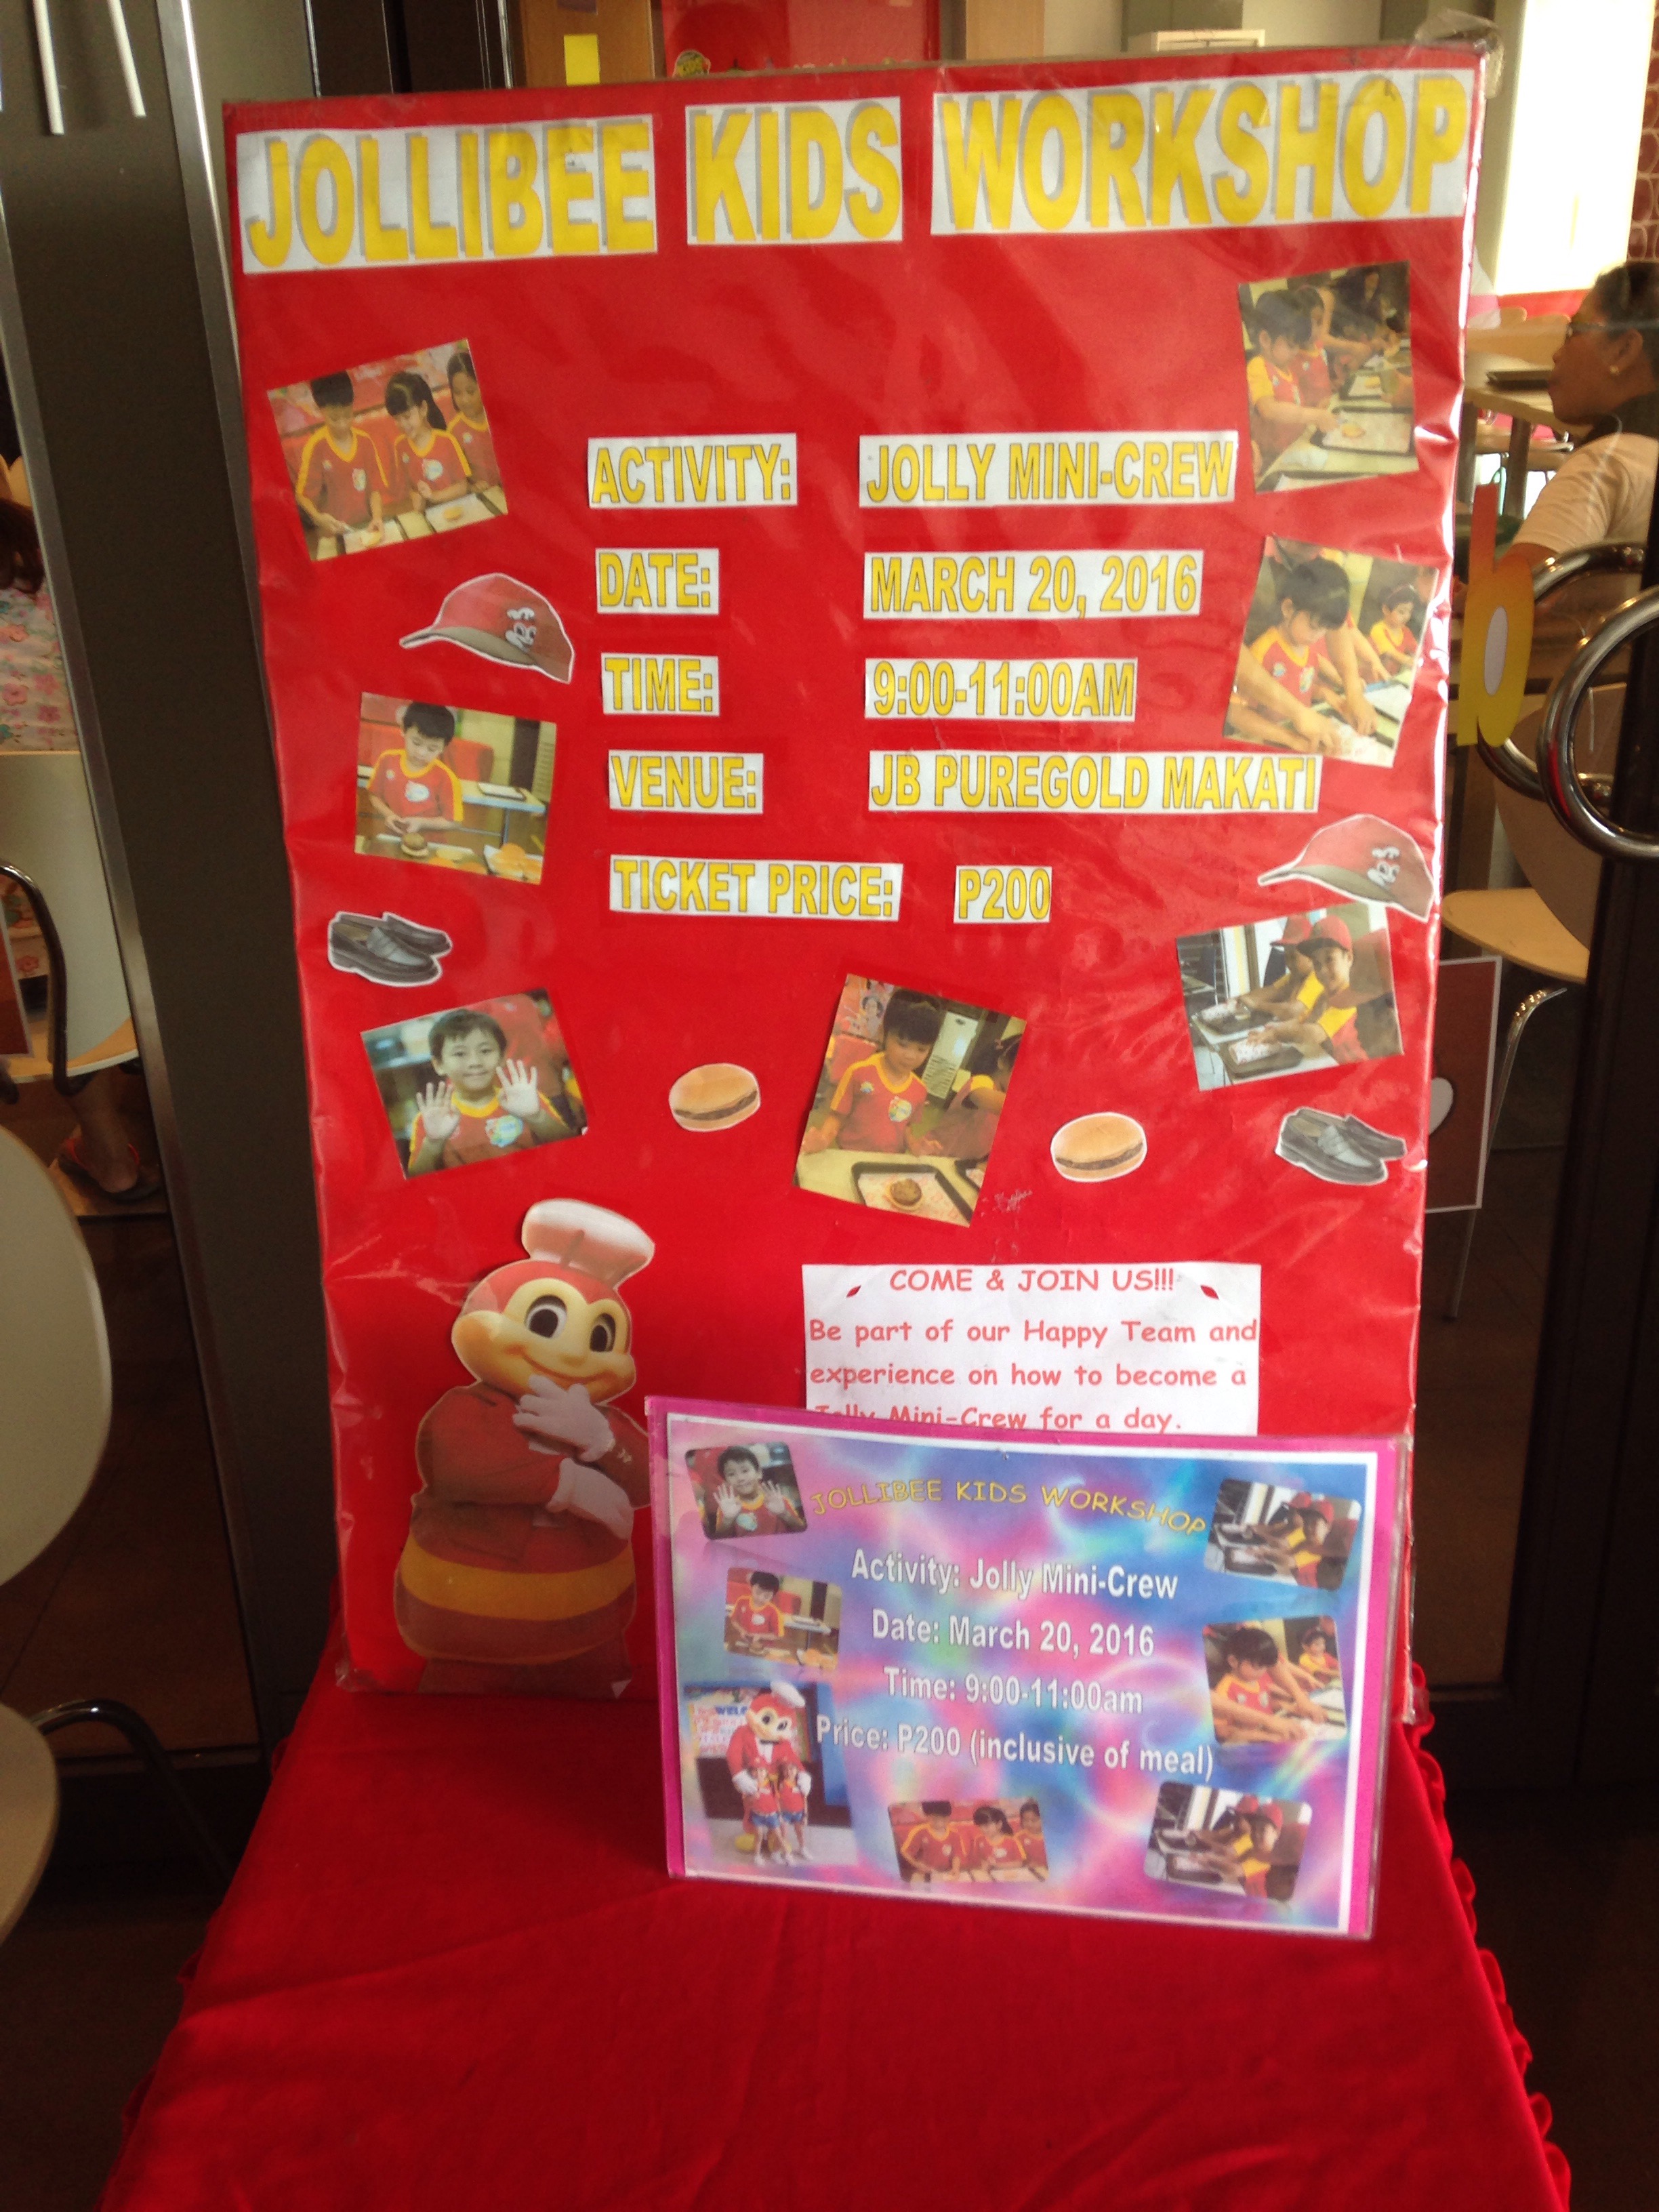 JOLLIBEE KIDS WORKSHOP
ACTIVITY: JOLLY MINI-CREW
DATE: MARCH 20, 2016
TIME: 9:00-11:00AM
VENUE: JB PUREGOLD MAKATI
TICKET PRICE: P200
COME & JOIN US!!!
Be part of our Happy Team and
experience on how to become a
Jolly Mini-Crew for a day.
JOLLIBEE KIDS WORKSHOP
Activity: Jolly Mini-Crew
Date: March 20, 2016
Time: 9:00-11:00am
Price: P200 (inclusive of meal)